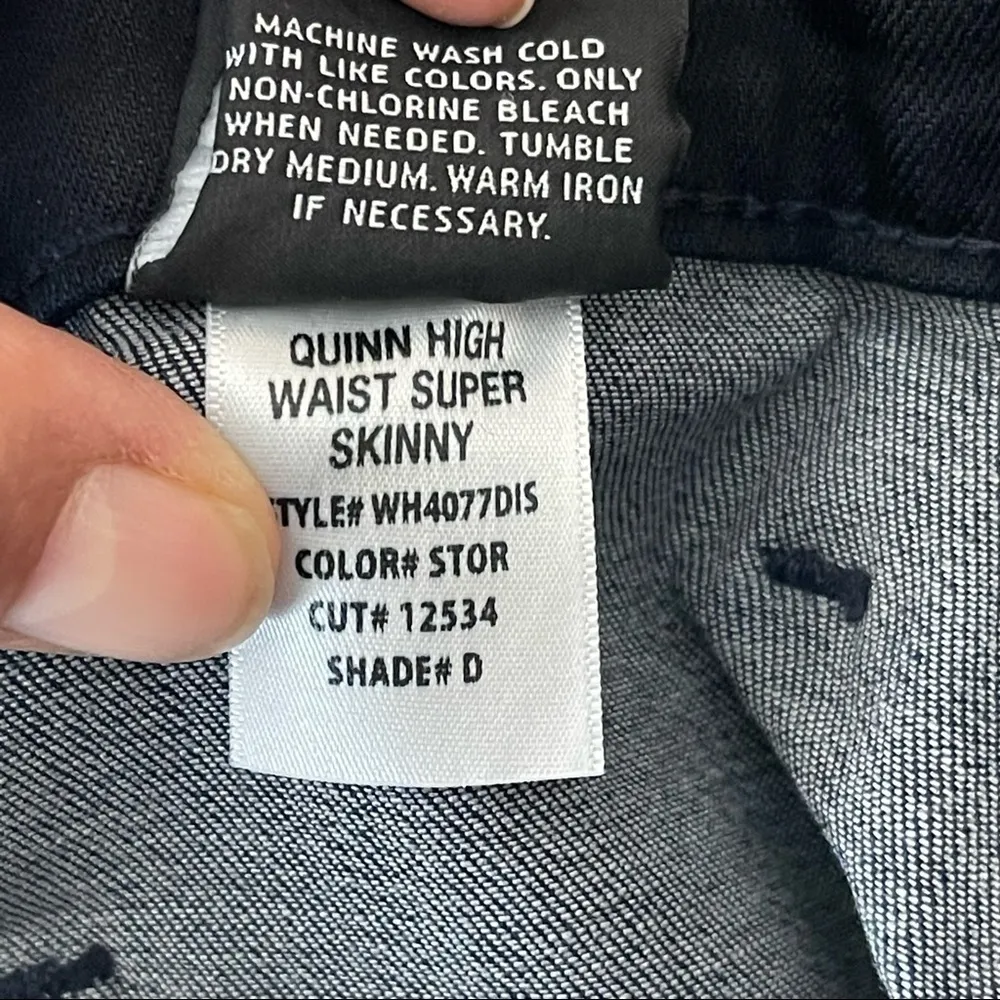 MACHINE WASH COLD
WITH LIKE COLORS. ONLY
NON-CHLORINE BLEACH
WHEN NEEDED. TUMBLE
DRY MEDIUM. WARM IRON
IF NECESSARY.
QUINN HIGH
WAIST SUPER
SKINNY
TYLE# WH4077DIS
COLOR# STOR
CUT# 12534
SHADE# D